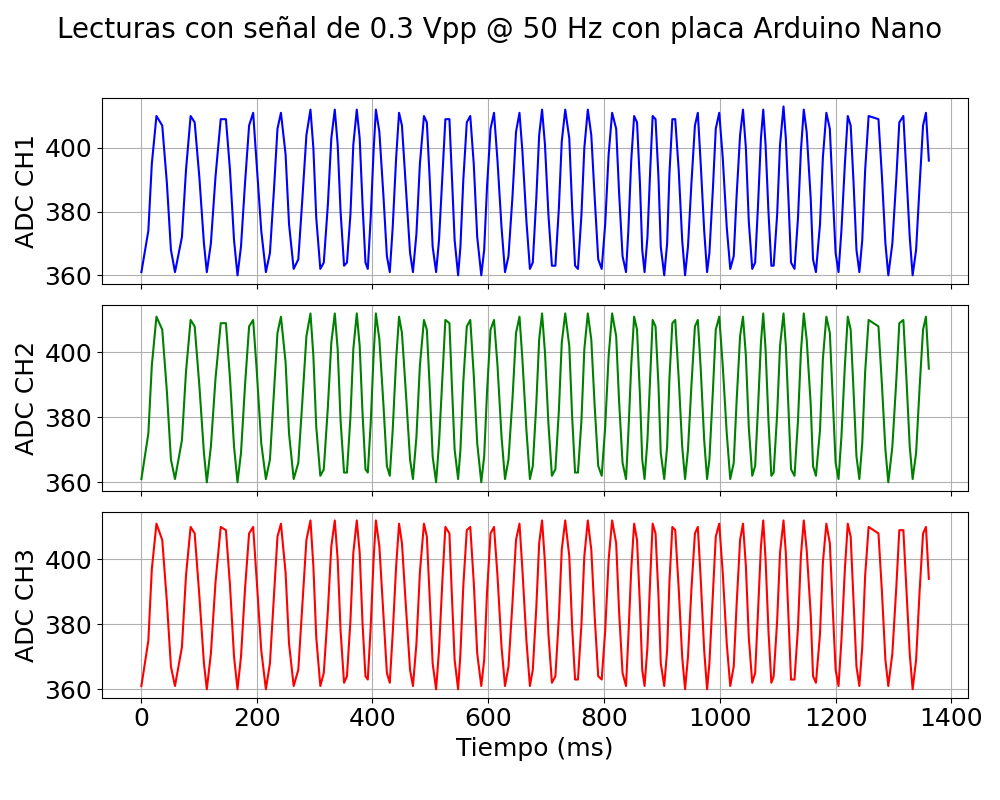 Lecturas con señal de 0.3 Vpp @ 50 Hz con placa Arduino Nano
ADC CH1
400
380
360
ADC CH2
400
380
360
ADC CH3
400
380
360
0 200 400 600 800 1000 1200 1400
Tiempo (ms)